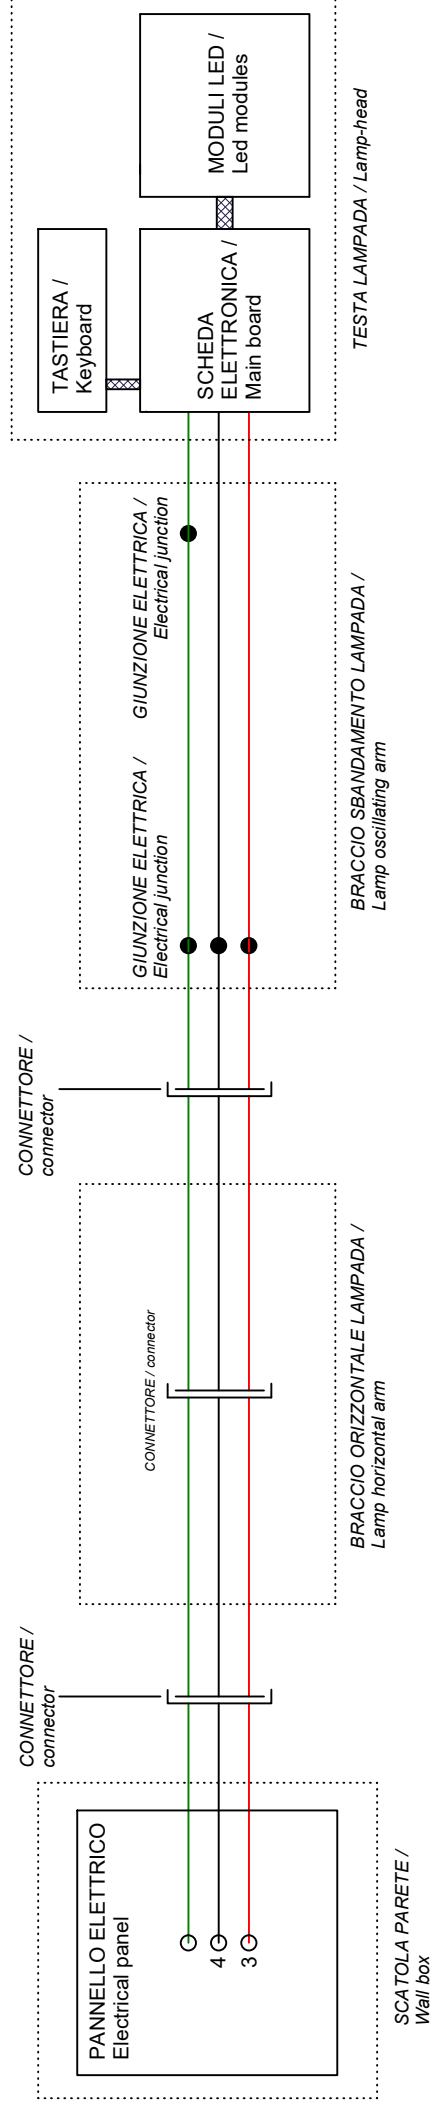 PANNELLO ELETTRICO
Electrical panel
4
3
SCATOLA PARETE /
Wall box
CONNETTORE /
connector
CONNETTORE / connector
BRACCIO ORIZZONTALE LAMPADA /
Lamp horizontal arm
CONNETTORE /
connector
GIUNZIONE ELETTRICA /
Electrical junction
GIUNZIONE ELETTRICA /
Electrical junction
BRACCIO SBANDAMENTO LAMPADA /
Lamp oscillating arm
TASTIERA /
Keyboard
SCHEDA
ELETTRONICA /
Main board
MODULI LED /
Led modules
TESTA LAMPADA / Lamp-head